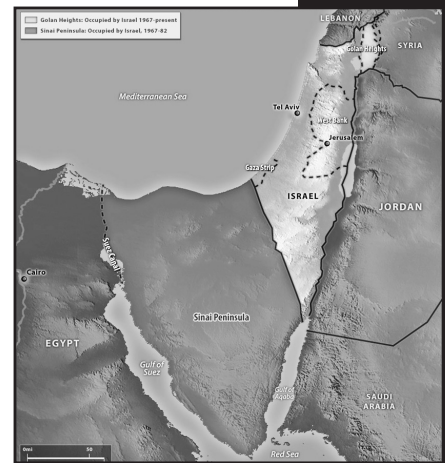 Golan Heights: Occupied by Israel 1967-present
Sinai Peninsula: Occupied by Israel, 1967-82
LEBANON
Golan Heights
SYRIA
Mediterranean Sea
Tel Aviv
West Bank
Jerusalem
Gaza Strip
ISRAEL
JORDAN
Suez Canal
Cairo
Sinai Peninsula
EGYPT
Gulf of
Suez
Gulf of
Aqaba
SAUDI
ARABIA
Red Sea
0mi 50